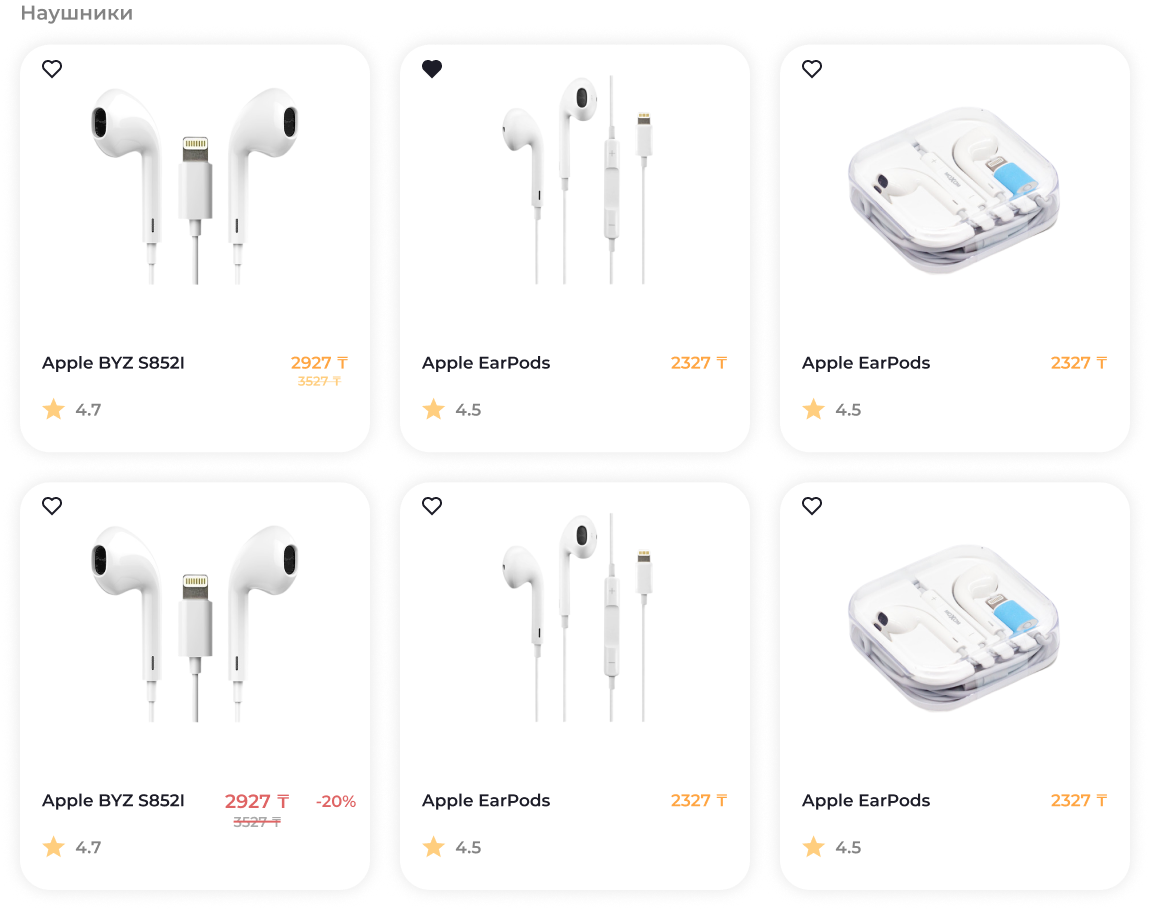 Наушники
Apple BYZ S852I 2927 ₸
3527 ₸
4.7
Apple EarPods 2327 ₸
4.5
Apple EarPods 2327 ₸
4.5
Apple BYZ S852I 2927 ₸ -20%
3527 ₸
4.7
Apple EarPods 2327 ₸
4.5
Apple EarPods 2327 ₸
4.5